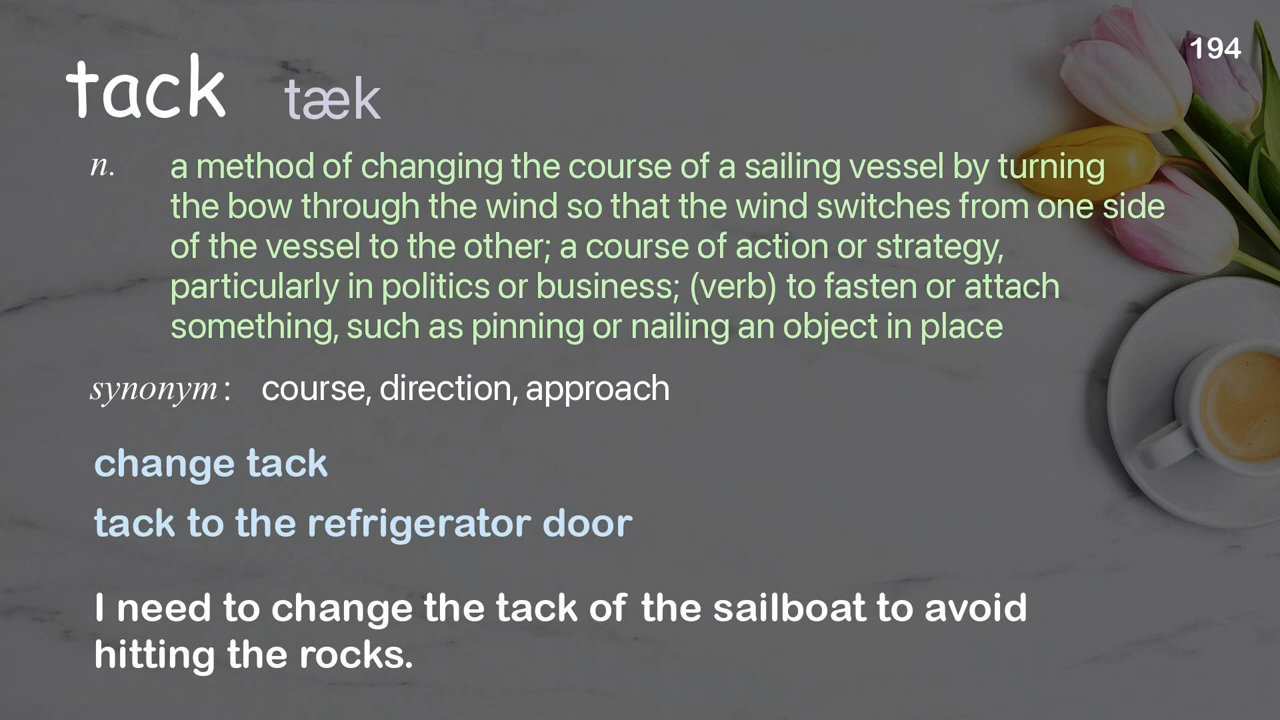 194
tack tæk
n. a method of changing the course of a sailing vessel by turning
the bow through the wind so that the wind switches from one side
of the vessel to the other; a course of action or strategy,
particularly in politics or business; (verb) to fasten or attach
something, such as pinning or nailing an object in place
synonym: course, direction, approach
change tack
tack to the refrigerator door
I need to change the tack of the sailboat to avoid
hitting the rocks.